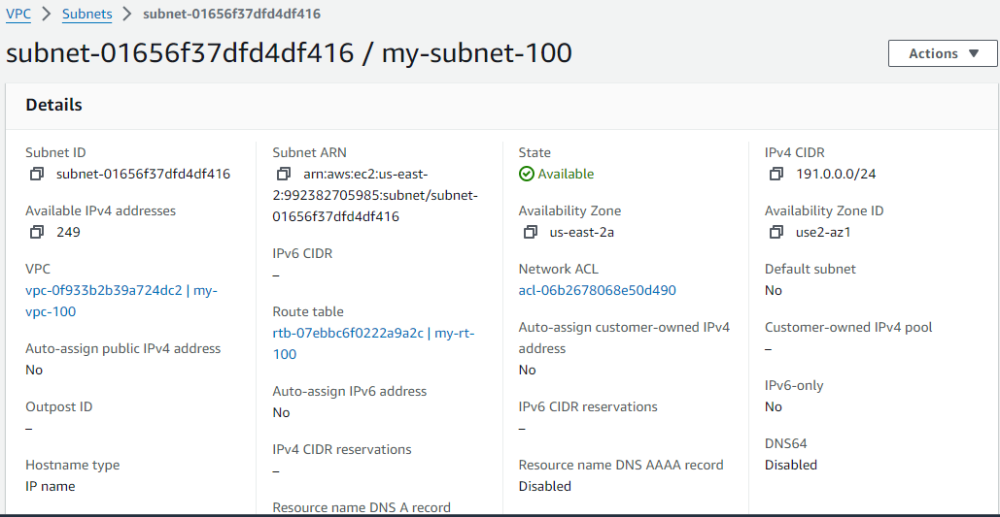 VPC > Subnets > subnet-01656f37dfd4df416
subnet-01656f37dfd4df416 / my-subnet-100
Actions ▼
Details
Subnet ID
subnet-01656f37dfd4df416
Available IPv4 addresses
249
VPC
vpc-0f933b2b39a724dc2 | my-
vpc-100
Auto-assign public IPv4 address
No
Outpost ID
–
Hostname type
IP name
Subnet ARN
arn:aws:ec2:us-east-
2:992382705985:subnet/subnet-
01656f37dfd4df416
IPv6 CIDR
–
Route table
rtb-07ebbc6f0222a9a2c | my-rt-
100
Auto-assign IPv6 address
No
IPv4 CIDR reservations
–
Resource name DNS A record
State
Available
Availability Zone
us-east-2a
Network ACL
acl-06b2678068e50d490
Auto-assign customer-owned IPv4
address
No
IPv6 CIDR reservations
–
Resource name DNS AAAA record
Disabled
IPv4 CIDR
191.0.0.0/24
Availability Zone ID
use2-az1
Default subnet
No
Customer-owned IPv4 pool
–
IPv6-only
No
DNS64
Disabled